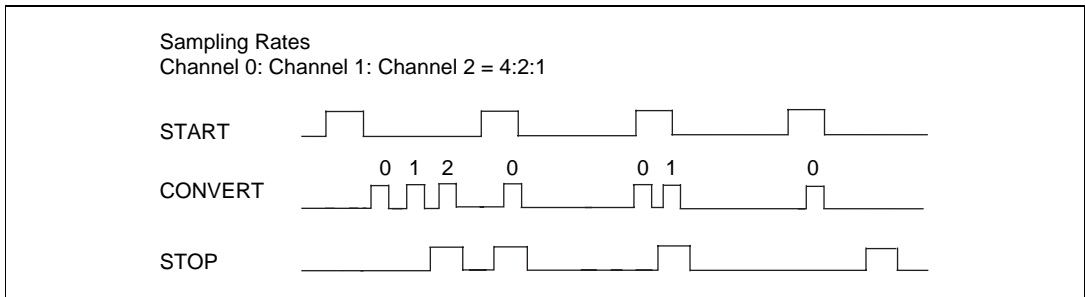 Sampling Rates
Channel 0: Channel 1: Channel 2 = 4:2:1
START
0 1 2 0 0 1 0
CONVERT
STOP